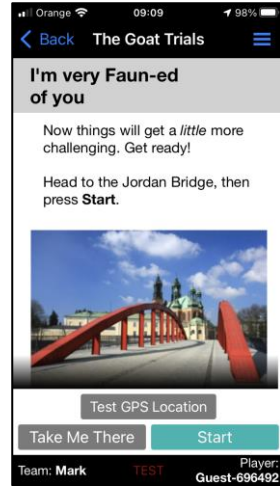 Orange 09:09 98%
Back The Goat Trials
I'm very Faun-ed
of you
Now things will get a little more
challenging. Get ready!
Head to the Jordan Bridge, then
press Start.
Test GPS Location
Take Me There Start
Team: Mark TEST Player:
Guest-696492